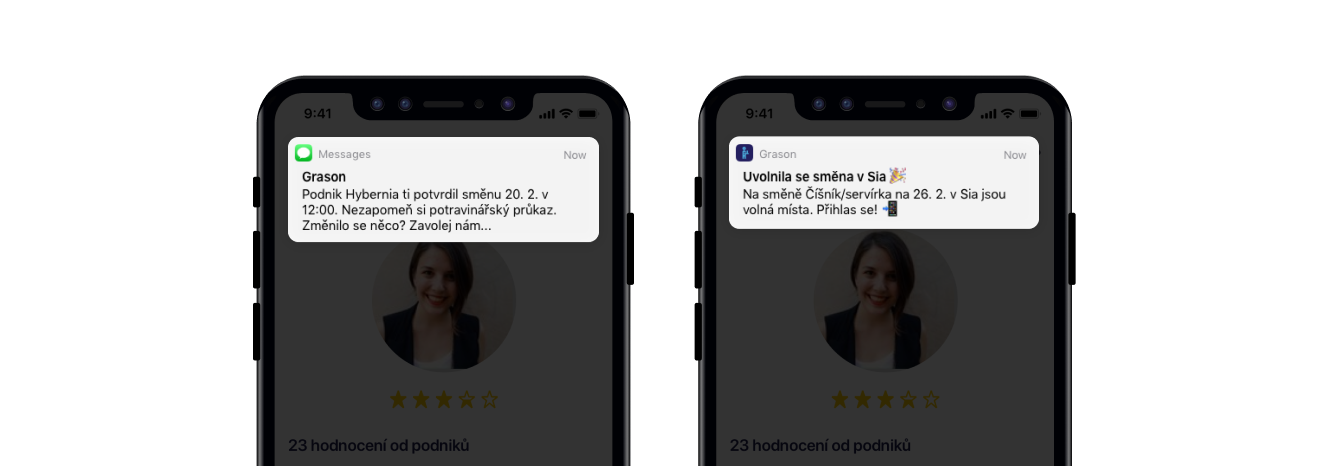 9:41
Messages
Now
Grason
Podnik Hybernia ti potvrdil směnu 20. 2. v
12:00. Nezapomeň si potravinářský průkaz.
Změnilo se něco? Zavolej nám...
23 hodnocení od podniků
9:41
Grason
Now
Uvolnila se směna v Sia 🎉
Na směně Číšník/servírka na 26. 2. v Sia jsou
volná místa. Přihlas se! 📲
23 hodnocení od podniků